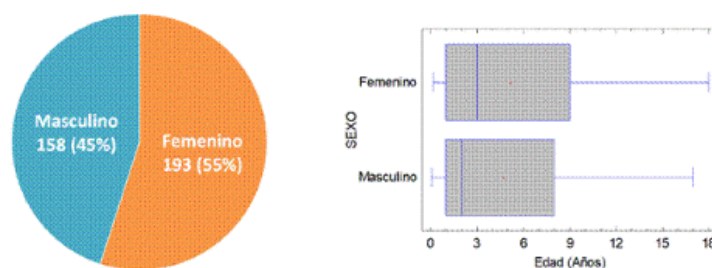 Masculino
158 (45%)
Femenino
193 (55%)
SEXO
Femenino
Masculino
0 3 6 9 12 15 18
Edad (Años)